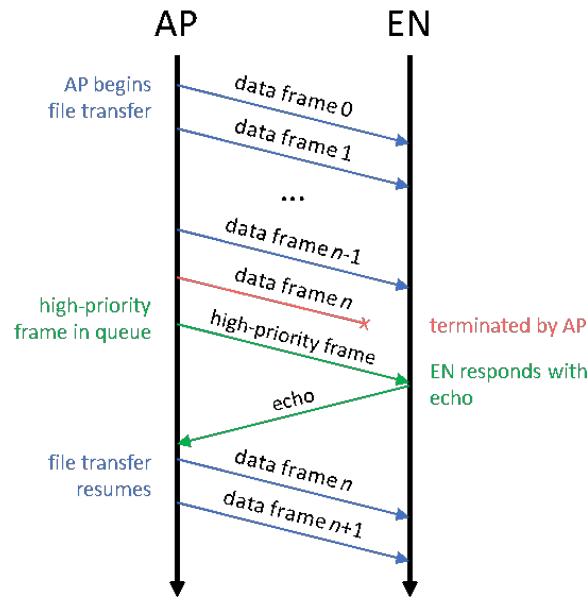 AP
EN
AP begins
file transfer
data frame 0
data frame 1
...
data frame n-1
data frame n
high-priority
frame in queue
terminated by AP
high-priority frame
EN responds with
echo
echo
file transfer
resumes
data frame n
data frame n+1